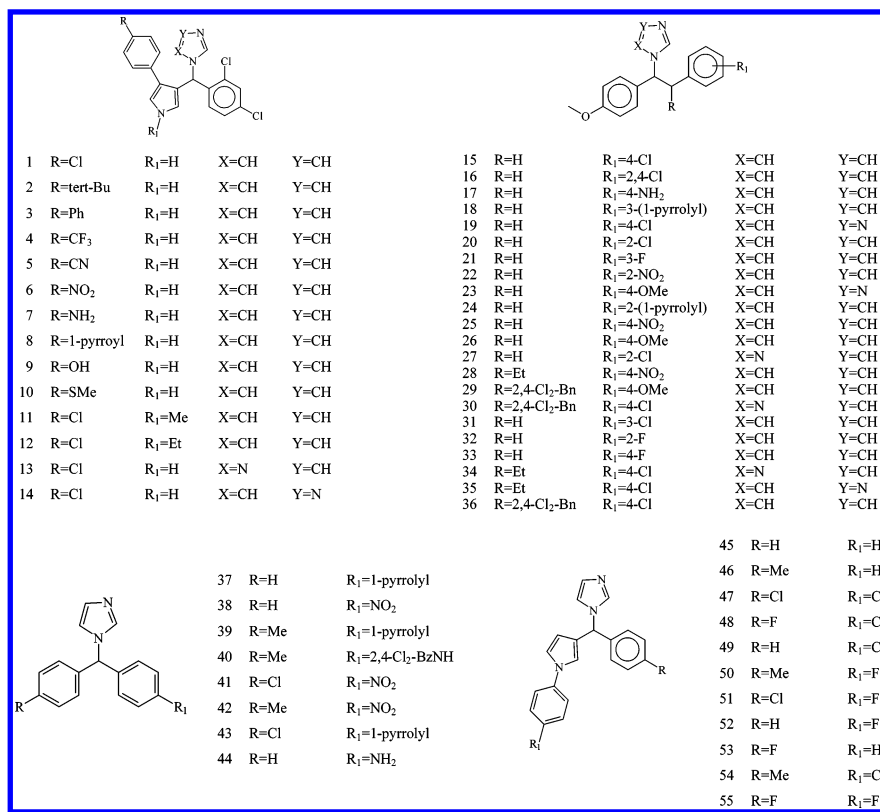 R
Y
N
X
N
Cl
Cl
N
R1
1 R=Cl R1=H X=CH Y=CH
2 R=tert-Bu R1=H X=CH Y=CH
3 R=Ph R1=H X=CH Y=CH
4 R=CF3 R1=H X=CH Y=CH
5 R=CN R1=H X=CH Y=CH
6 R=NO2 R1=H X=CH Y=CH
7 R=NH2 R1=H X=CH Y=CH
8 R=1-pyrroyl R1=H X=CH Y=CH
9 R=OH R1=H X=CH Y=CH
10 R=SMe R1=H X=CH Y=CH
11 R=Cl R1=Me X=CH Y=CH
12 R=Cl R1=Et X=CH Y=CH
13 R=Cl R1=H X=N Y=CH
14 R=Cl R1=H X=CH Y=N
Y
N
X
N
R1
O
R
15 R=H R1=4-Cl X=CH Y=CH
16 R=H R1=2,4-Cl X=CH Y=CH
17 R=H R1=4-NH2 X=CH Y=CH
18 R=H R1=3-(1-pyrrolyl) X=CH Y=CH
19 R=H R1=4-Cl X=CH Y=N
20 R=H R1=2-Cl X=CH Y=CH
21 R=H R1=3-F X=CH Y=CH
22 R=H R1=2-NO2 X=CH Y=CH
23 R=H R1=4-OMe X=CH Y=N
24 R=H R1=2-(1-pyrrolyl) X=CH Y=CH
25 R=H R1=4-NO2 X=CH Y=CH
26 R=H R1=4-OMe X=CH Y=CH
27 R=H R1=2-Cl X=N Y=CH
28 R=Et R1=4-NO2 X=CH Y=CH
29 R=2,4-Cl2-Bn R1=4-OMe X=CH Y=CH
30 R=2,4-Cl2-Bn R1=4-Cl X=N Y=CH
31 R=H R1=3-Cl X=CH Y=CH
32 R=H R1=2-F X=CH Y=CH
33 R=H R1=4-F X=CH Y=CH
34 R=Et R1=4-Cl X=N Y=CH
35 R=Et R1=4-Cl X=CH Y=N
36 R=2,4-Cl2-Bn R1=4-Cl X=CH Y=CH
N
N
R
R1
37 R=H R1=1-pyrrolyl
38 R=H R1=NO2
39 R=Me R1=1-pyrrolyl
40 R=Me R1=2,4-Cl2-BzNH
41 R=Cl R1=NO2
42 R=Me R1=NO2
43 R=Cl R1=1-pyrrolyl
44 R=H R1=NH2
N
N
N
R
R1
45 R=H R1=H
46 R=Me R1=H
47 R=Cl R1=C
48 R=F R1=C
49 R=H R1=C
50 R=Me R1=F
51 R=Cl R1=F
52 R=H R1=F
53 R=F R1=H
54 R=Me R1=C
55 R=F R1=F